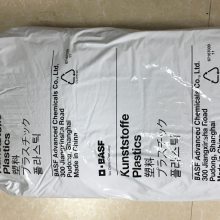 BASF
Kunststoffe
Plastics
塑料
プラスチック
플라스틱
BASF Advanced Chemicals Co., Ltd.
300 Jiangxinsha Road
Pudong, Shanghai
Made in
Kunststoffe
Plastics
塑料
プラスチック
플라스틱
BASF Advanced Chemicals Co., Ltd.
300 Jiangxinsha Road
Pudong, Shanghai